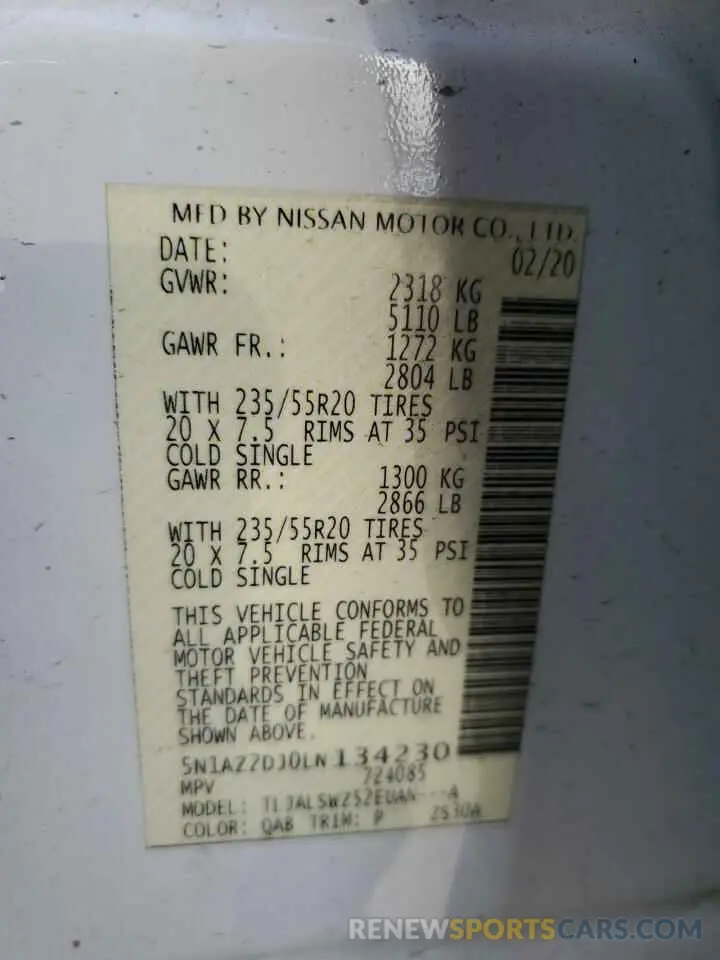 MFD BY NISSAN MOTOR CO., LTD.
DATE: 02/20
GVWR: 2318 KG
5110 LB
GAWR FR.: 1272 KG
2804 LB
WITH 235/55R20 TIRES
20 X 7.5 RIMS AT 35 PSI
COLD SINGLE
GAWR RR.: 1300 KG
2866 LB
WITH 235/55R20 TIRES
20 X 7.5 RIMS AT 35 PSI
COLD SINGLE
THIS VEHICLE CONFORMS TO
ALL APPLICABLE FEDERAL
MOTOR VEHICLE SAFETY AND
THEFT PREVENTION
STANDARDS IN EFFECT ON
THE DATE OF MANUFACTURE
SHOWN ABOVE.
5N1AZ2DJ0LN134230
MPV 724085
MODEL: A
COLOR: QAB TRIM: P
RENEWSPORTSCARS.COM